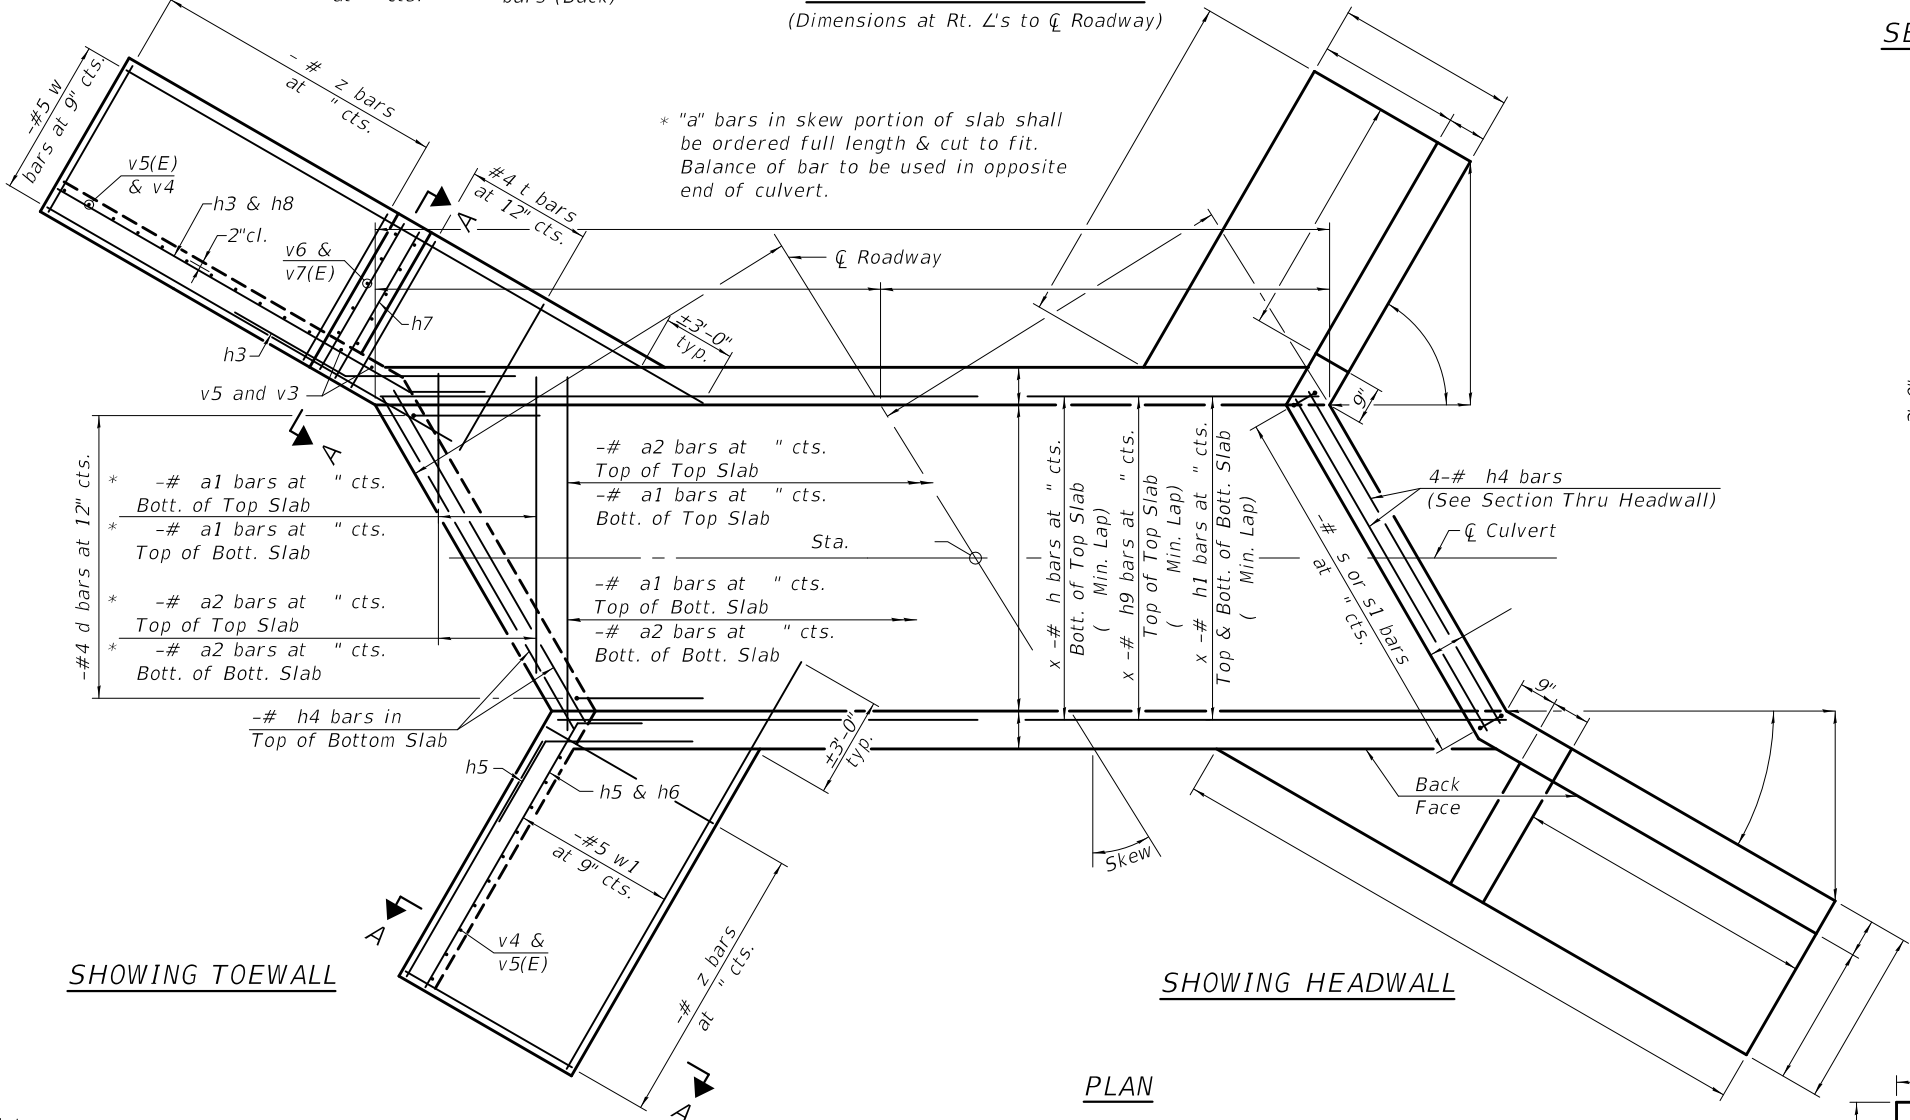 (Dimensions at Rt. ∠'s to ℄ Roadway)
-#5 w
bars at 9" cts.
- # z bars
at " cts.
v5(E)
& v4
h3 & h8
2"cl.
v6 &
v7(E)
h7
h3
v5 and v3
A
A
#4 t bars
at 12" cts.
* "a" bars in skew portion of slab shall
be ordered full length & cut to fit.
Balance of bar to be used in opposite
end of culvert.
℄ Roadway
±3'-0"
typ.
9"
-#4 d bars at 12" cts.
* -# a1 bars at " cts.
Bott. of Top Slab
* -# a1 bars at " cts.
Top of Bott. Slab
* -# a2 bars at " cts.
Top of Top Slab
* -# a2 bars at " cts.
Bott. of Bott. Slab
-# a2 bars at " cts.
Top of Top Slab
-# a1 bars at " cts.
Bott. of Top Slab
Sta.
-# a1 bars at " cts.
Top of Bott. Slab
-# a2 bars at " cts.
Bott. of Bott. Slab
x -# h bars at " cts.
Bott. of Top Slab
( Min. Lap)
x -# h9 bars at " cts.
Top of Top Slab
( Min. Lap)
x -# h1 bars at " cts.
Top & Bott. of Bott. Slab
( Min. Lap)
4-# h4 bars
(See Section Thru Headwall)
℄ Culvert
-# s or s1 bars
at " cts.
-# h4 bars in
Top of Bottom Slab
h5
h5 & h6
±3'-0"
typ.
9"
Back
Face
Skew
-#5 w1
at 9" cts.
v4 &
v5(E)
-# z bars
at " cts.
A
A
SHOWING TOEWALL
SHOWING HEADWALL
PLAN